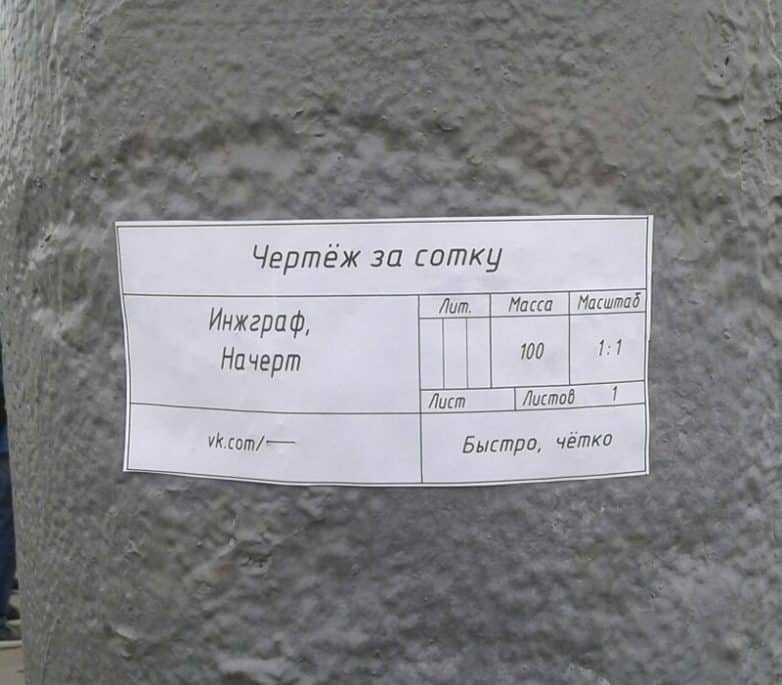 Чертёж за сотку
Инжграф,
Начерт
Лит. Масса Масштаб
100 1:1
Лист Листов 1
vk.com/—
Быстро, чётко